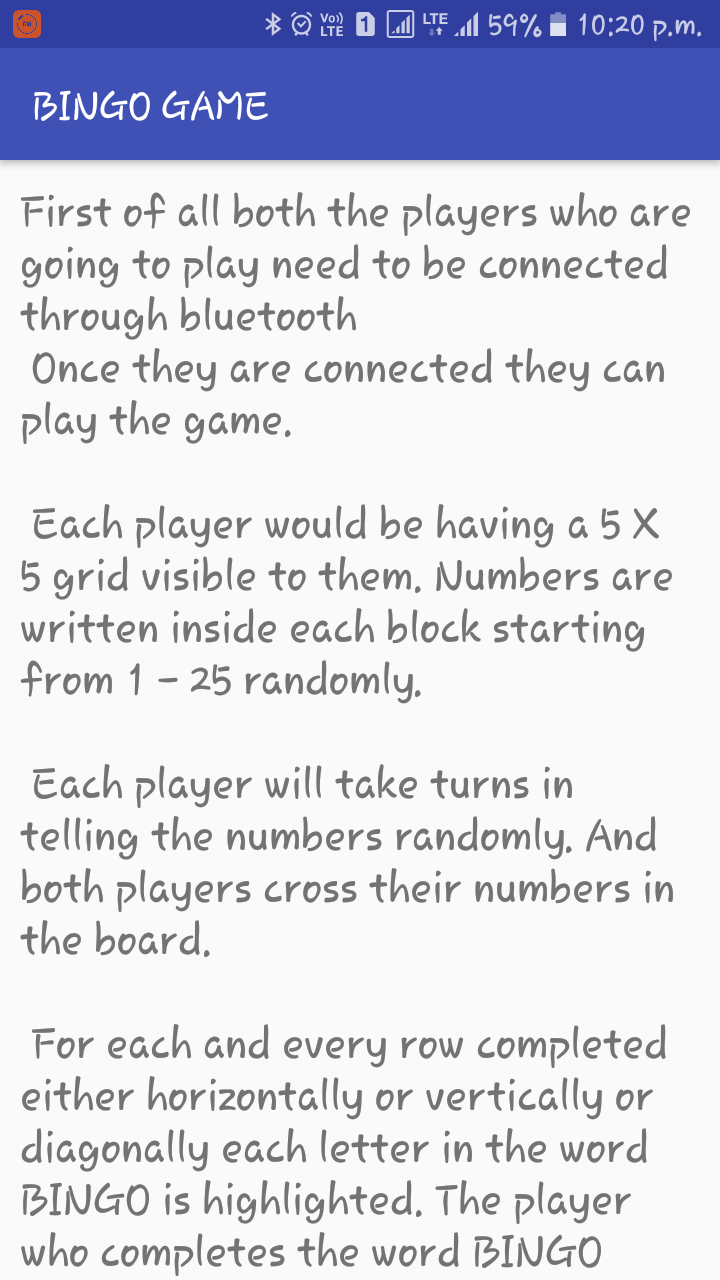 Vo))
LTE
1
LTE
59%
10:20 p.m.
BINGO GAME
First of all both the players who are
going to play need to be connected
through bluetooth
Once they are connected they can
play the game.
Each player would be having a 5 X
5 grid visible to them. Numbers are
written inside each block starting
from 1 - 25 randomly.
Each player will take turns in
telling the numbers randomly. And
both players cross their numbers in
the board.
For each and every row completed
either horizontally or vertically or
diagonally each letter in the word
BINGO is highlighted. The player
who completes the word BINGO